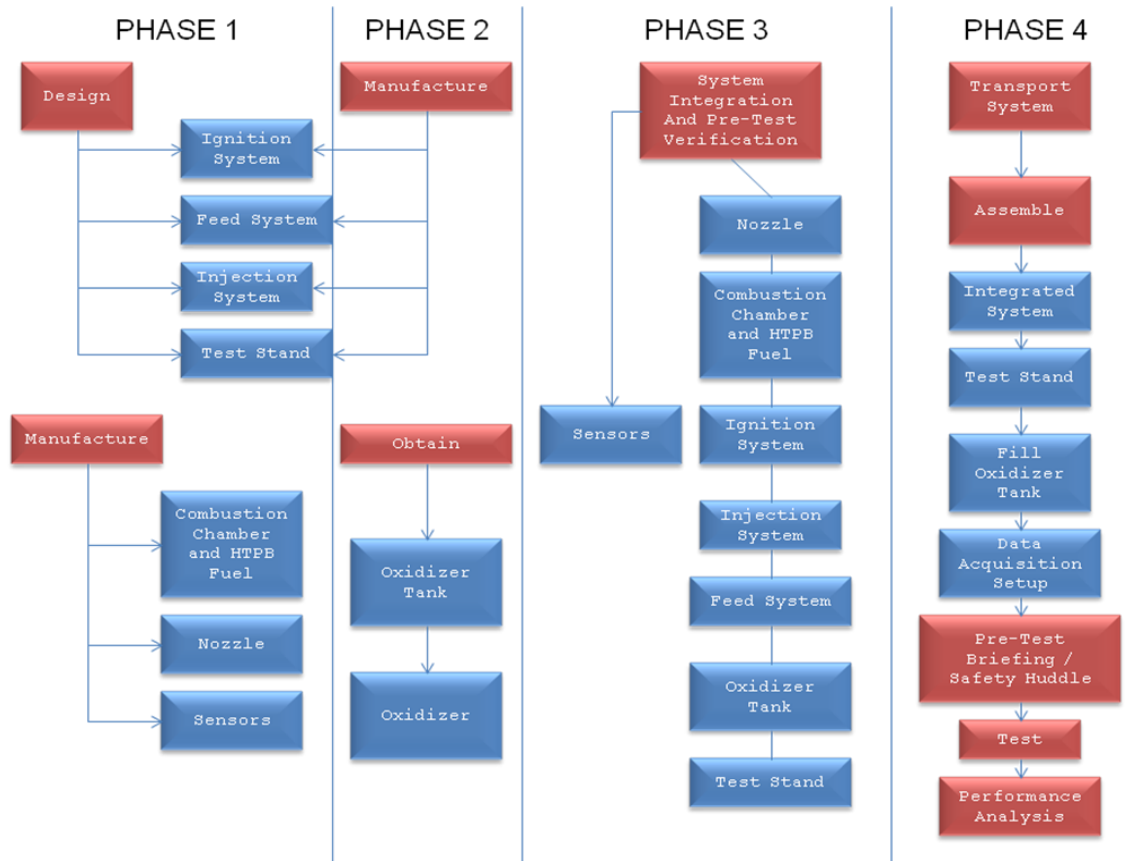 PHASE 1
Design
Ignition
System
Feed System
Injection
System
Test Stand
Manufacture
Combustion
Chamber
and HTPB
Fuel
Nozzle
Sensors
PHASE 2
Manufacture
Obtain
Oxidizer
Tank
Oxidizer
PHASE 3
System
Integration
And Pre-Test
Verification
Sensors
Nozzle
Combustion
Chamber
and HTPB
Fuel
Ignition
System
Injection
System
Feed System
Oxidizer
Tank
Test Stand
PHASE 4
Transport
System
Assemble
Integrated
System
Test Stand
Fill
Oxidizer
Tank
Data
Acquisition
Setup
Pre-Test
Briefing /
Safety Huddle
Test
Performance
Analysis